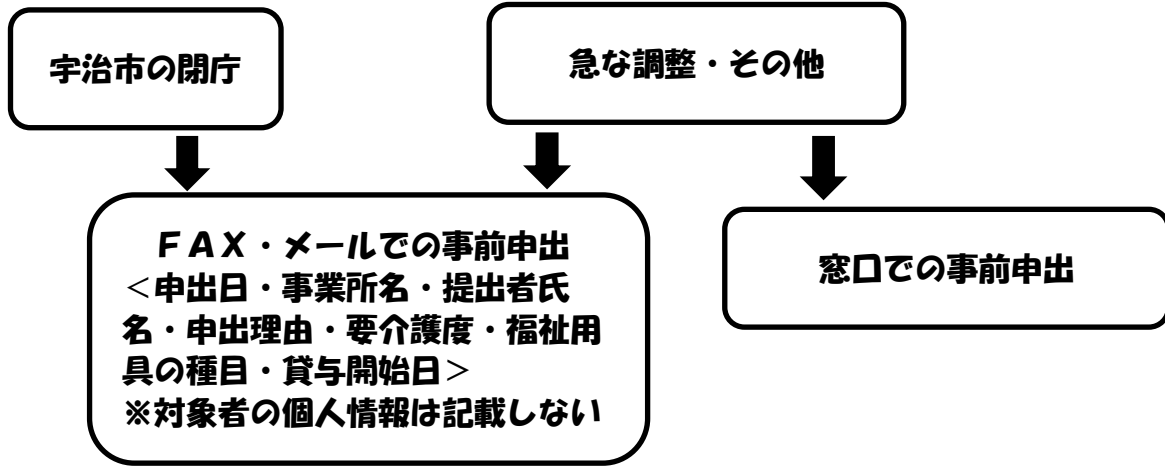 宇治市の閉庁
急な調整・その他
ＦＡＸ・メールでの事前申出
＜申出日・事業所名・提出者氏
名・申出理由・要介護度・福祉用
具の種目・貸与開始日＞
※対象者の個人情報は記載しない
窓口での事前申出